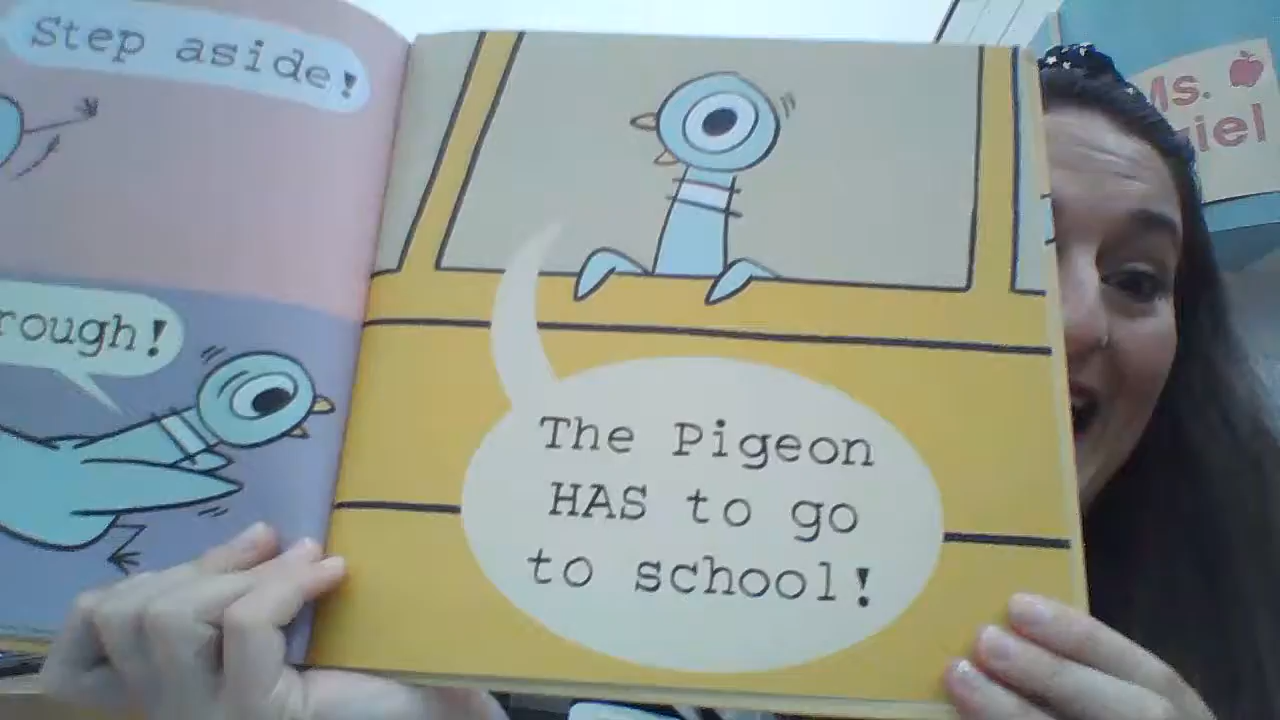 Step aside!
rough!
The Pigeon
HAS to go
to school!
Ms.
iel